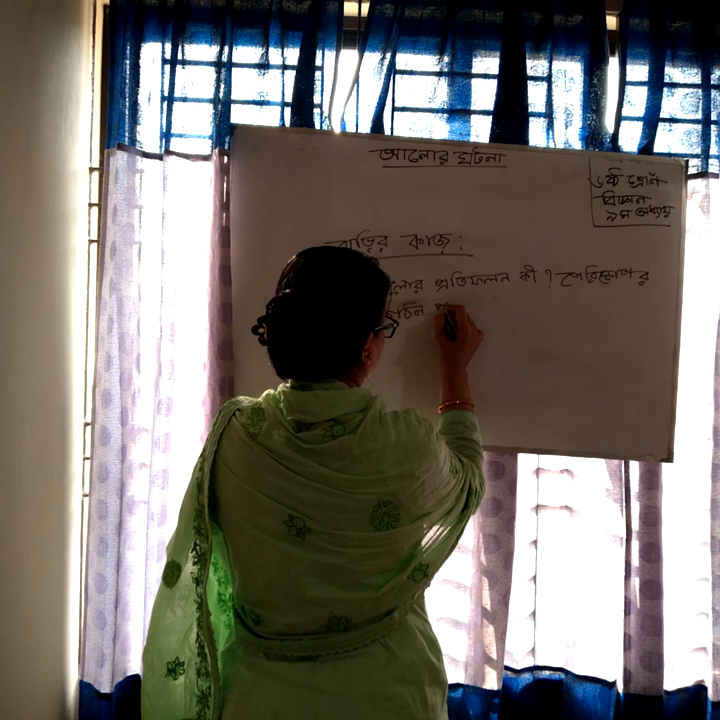 আলোর ঘটনা
৬ষ্ঠ শ্রেণি
বিজ্ঞান
৯ম অধ্যায়
বাড়ির কাজ:
লোর প্রতিফলন কী? পেরিস্কোপের